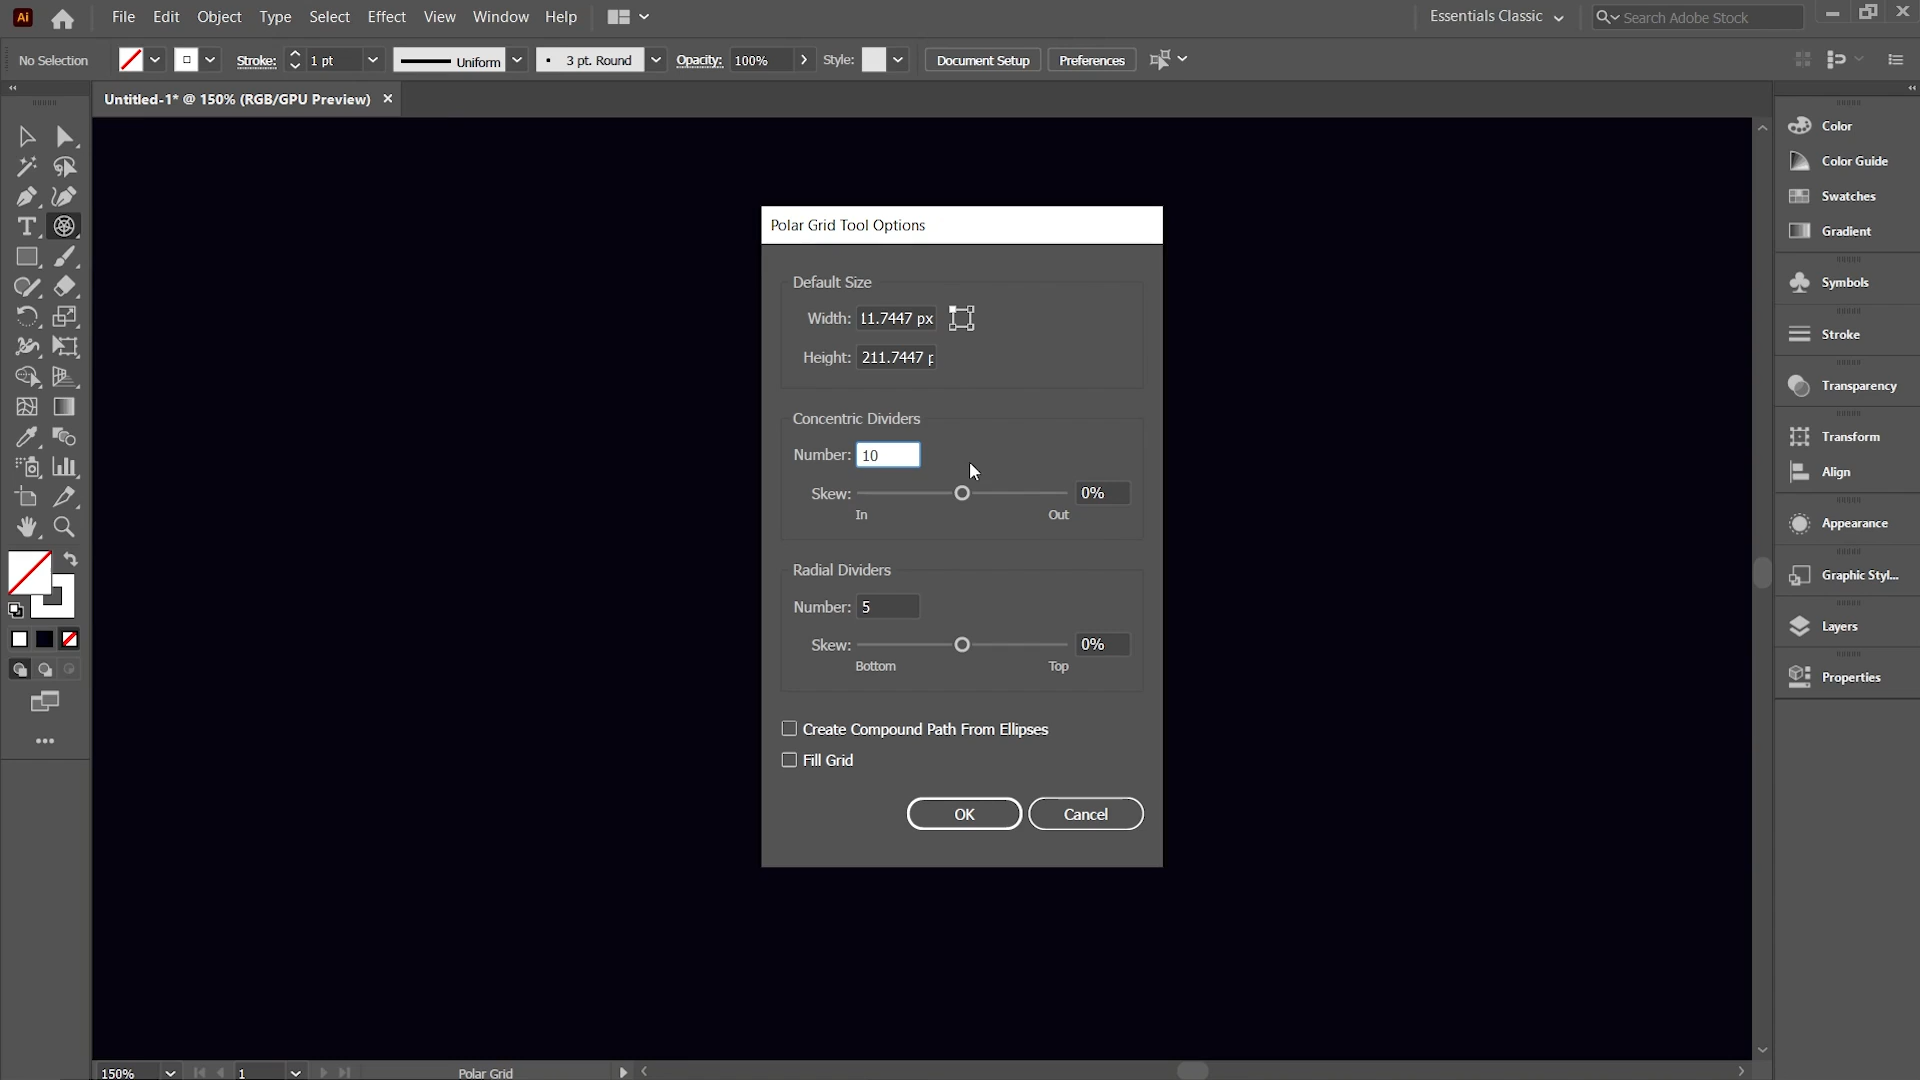 Ai File Edit Object Type Select Effect View Window Help Essentials Classic Search Adobe Stock
No Selection Stroke: 1 pt Uniform 3 pt. Round Opacity: 100% Style: Document Setup Preferences
Untitled-1* @ 150% (RGB/GPU Preview)
Polar Grid Tool Options
Default Size
Width: 11.7447 px
Height: 211.7447 p
Concentric Dividers
Number: 10
Skew: 0%
In Out
Radial Dividers
Number: 5
Skew: 0%
Bottom Top
Create Compound Path From Ellipses
Fill Grid
OK Cancel
Color
Color Guide
Swatches
Gradient
Symbols
Stroke
Transparency
Transform
Align
Appearance
Graphic Styl...
Layers
Properties
150% 1 Polar Grid